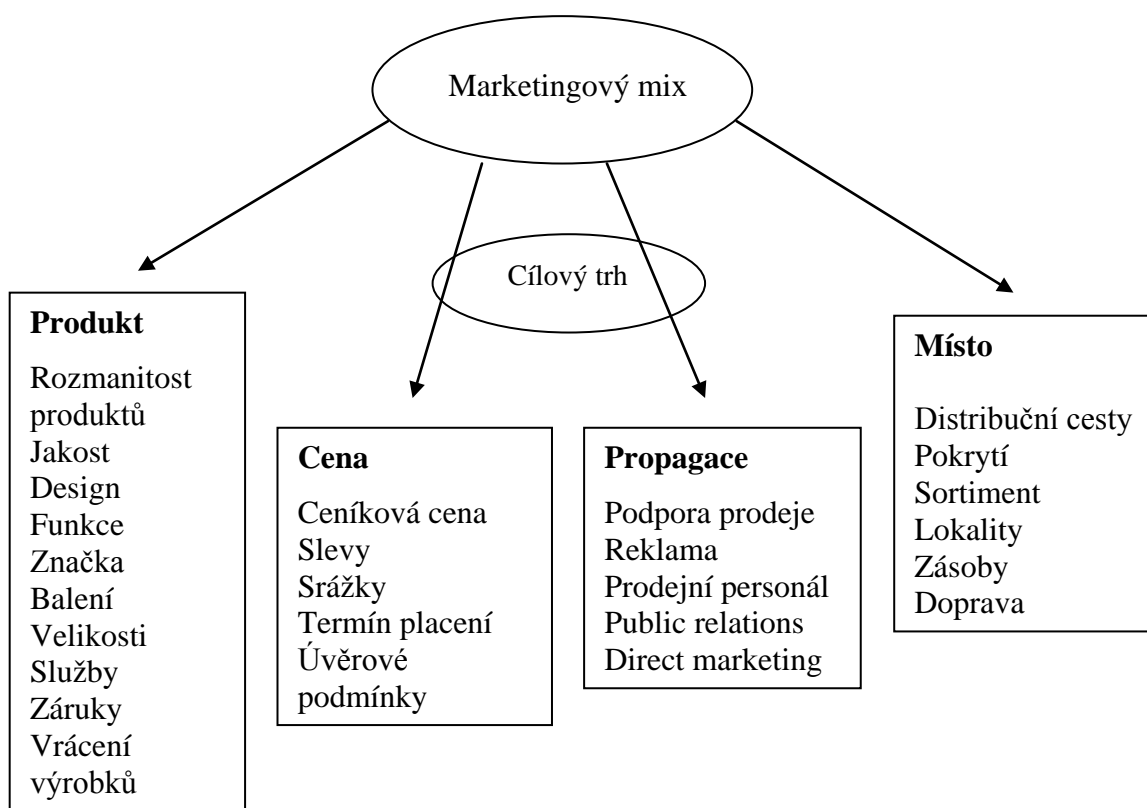 Marketingový mix
Cílový trh
Produkt
Rozmanitost
produktů
Jakost
Design
Funkce
Značka
Balení
Velikosti
Služby
Záruky
Vrácení
výrobků
Cena
Ceníková cena
Slevy
Srážky
Termín placení
Úvěrové
podmínky
Propagace
Podpora prodeje
Reklama
Prodejní personál
Public relations
Direct marketing
Místo
Distribuční cesty
Pokrytí
Sortiment
Lokality
Zásoby
Doprava